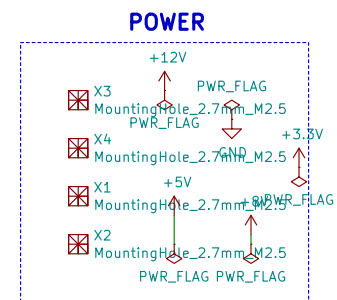 POWER
+12V
PWR_FLAG
X3
MountingHole_2.7mm_M2.5
PWR_FLAG
+3.3V
X4
GND
MountingHole_2.7mm_M2.5
+5V
X1
PWR_FLAG
MountingHole_2.7mm_M2.5
X2
MountingHole_2.7mm_M2.5
PWR_FLAG
PWR_FLAG